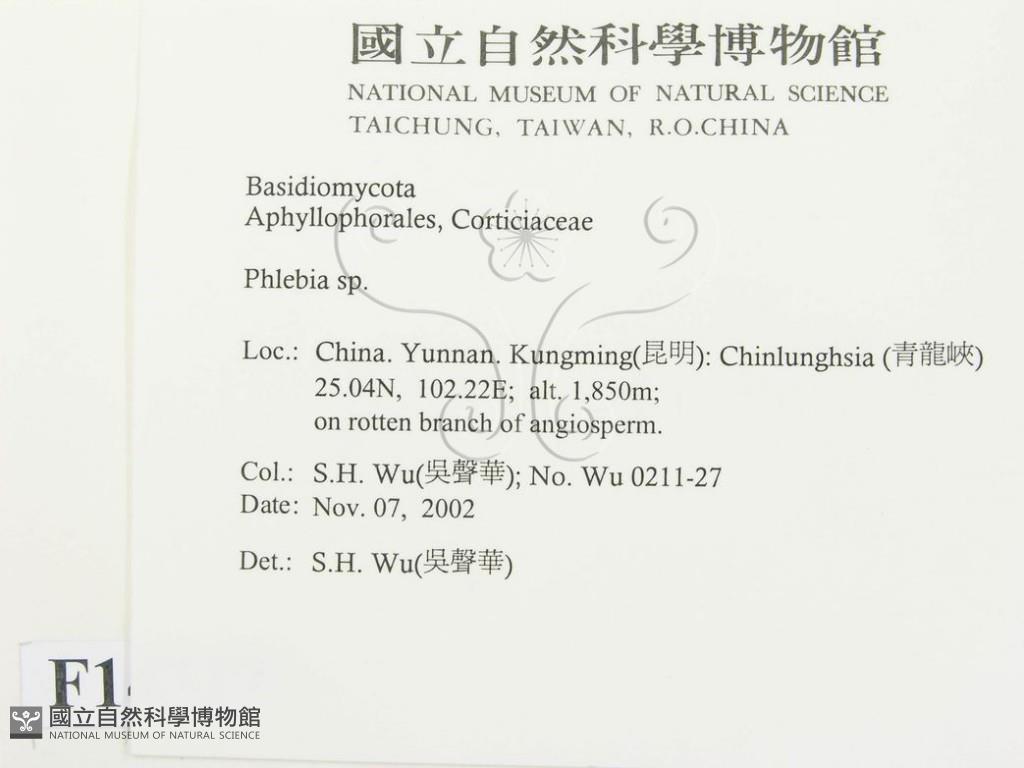 國立自然科學博物館
NATIONAL MUSEUM OF NATURAL SCIENCE
TAICHUNG, TAIWAN, R.O.CHINA
Basidiomycota
Aphyllophorales, Corticiaceae
Phlebia sp.
Loc.: China. Yunnan. Kungming(昆明): Chinlunghsia (青龍峽)
25.04N, 102.22E; alt. 1,850m;
on rotten branch of angiosperm.
Col.: S.H. Wu(吳聲華); No. Wu 0211-27
Date: Nov. 07, 2002
Det.: S.H. Wu(吳聲華)
F1
國立自然科學博物館
NATIONAL MUSEUM OF NATURAL SCIENCE